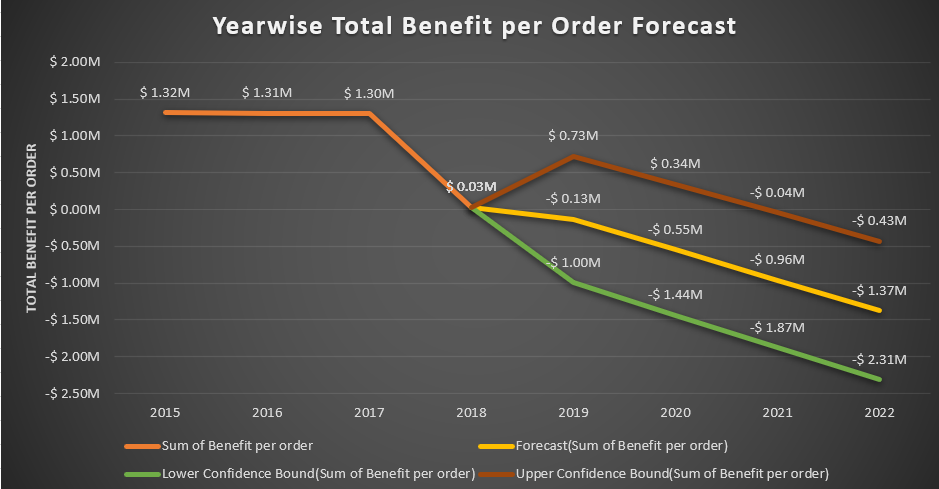 Yearwise Total Benefit per Order Forecast
TOTAL BENEFIT PER ORDER
$ 2.00M
$ 1.50M
$ 1.00M
$ 0.50M
$ 0.00M
-$ 0.50M
-$ 1.00M
-$ 1.50M
-$ 2.00M
-$ 2.50M
$ 1.32M
$ 1.31M
$ 1.30M
$ 0.03M
$ 0.73M
$ 0.34M
-$ 0.04M
-$ 0.43M
-$ 0.13M
-$ 0.55M
-$ 0.96M
-$ 1.37M
-$ 1.00M
-$ 1.44M
-$ 1.87M
-$ 2.31M
2015 2016 2017 2018 2019 2020 2021 2022
Sum of Benefit per order Forecast(Sum of Benefit per order)
Lower Confidence Bound(Sum of Benefit per order) Upper Confidence Bound(Sum of Benefit per order)